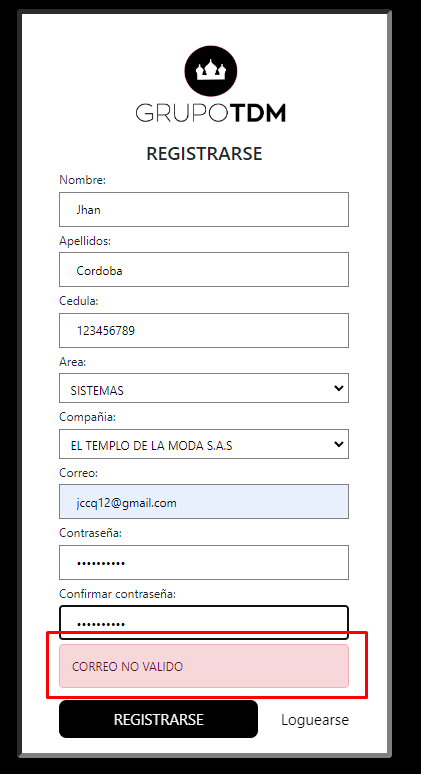 GRUPOTDM
REGISTRARSE
Nombre:
Jhan
Apellidos:
Cordoba
Cedula:
123456789
Area:
SISTEMAS
Compañia:
EL TEMPLO DE LA MODA S.A.S
Correo:
jccq12@gmail.com
Contraseña:
••••••••••
Confirmar contraseña:
••••••••••
CORREO NO VALIDO
REGISTRARSE Loguearse